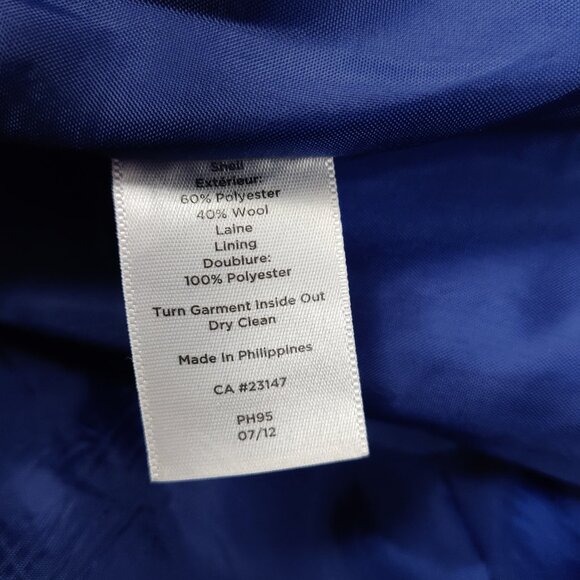 Shell
Extérieur:
60% Polyester
40% Wool
Laine
Lining
Doublure:
100% Polyester
Turn Garment Inside Out
Dry Clean
Made In Philippines
CA #23147
PH95
07/12